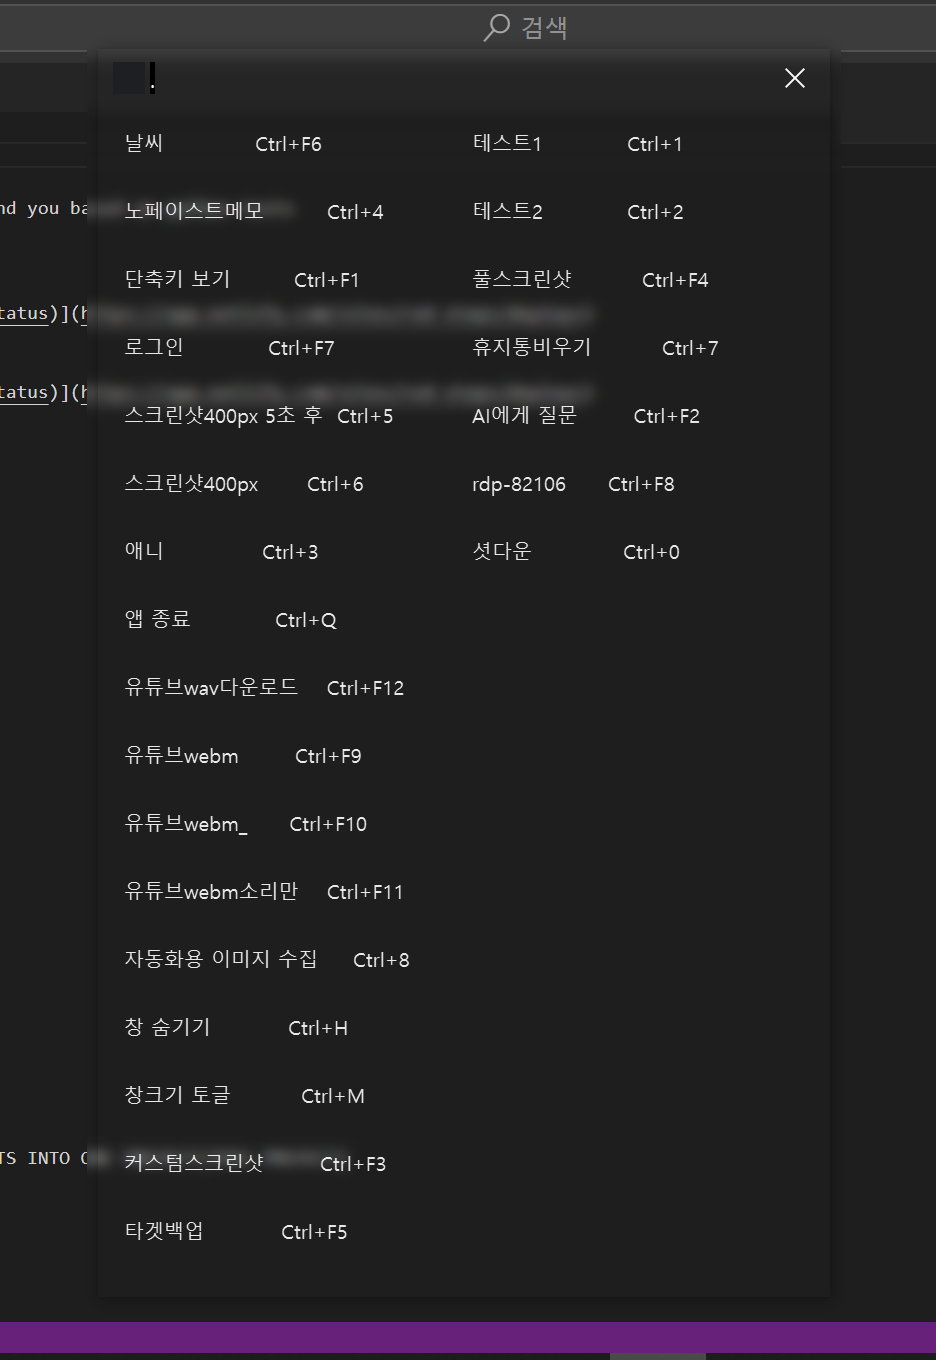 검색
.
날씨 Ctrl+F6 테스트1 Ctrl+1
nd you ba
노페이스트메모 Ctrl+4 테스트2 Ctrl+2
단축키 보기 Ctrl+F1 풀스크린샷 Ctrl+F4
tatus)](h
로그인 Ctrl+F7 휴지통비우기 Ctrl+7
tatus)](h
스크린샷400px 5초 후 Ctrl+5 AI에게 질문 Ctrl+F2
스크린샷400px Ctrl+6 rdp-82106 Ctrl+F8
애니 Ctrl+3 셧다운 Ctrl+0
앱 종료 Ctrl+Q
유튜브wav다운로드 Ctrl+F12
유튜브webm Ctrl+F9
유튜브webm_ Ctrl+F10
유튜브webm소리만 Ctrl+F11
자동화용 이미지 수집 Ctrl+8
창 숨기기 Ctrl+H
창크기 토글 Ctrl+M
TS INTO
커스텀스크린샷 Ctrl+F3
타겟백업 Ctrl+F5